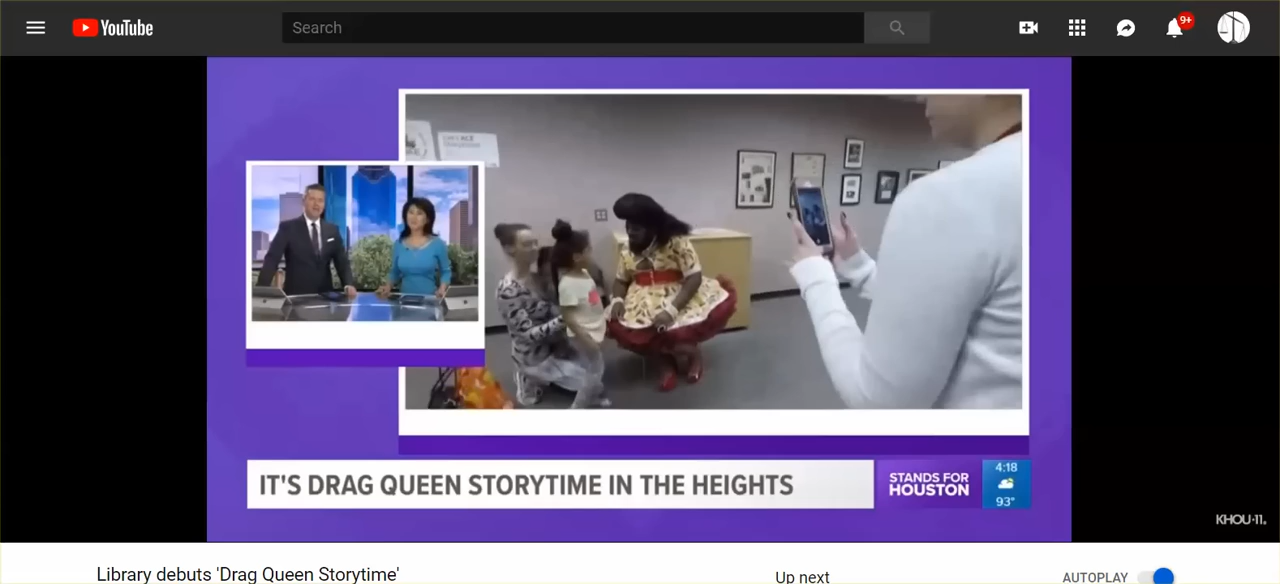 YouTube
Search
9+
IT'S DRAG QUEEN STORYTIME IN THE HEIGHTS
STANDS FOR
HOUSTON
4:18
93°
KHOU·11.
Library debuts 'Drag Queen Storytime'
Up next
AUTOPLAY